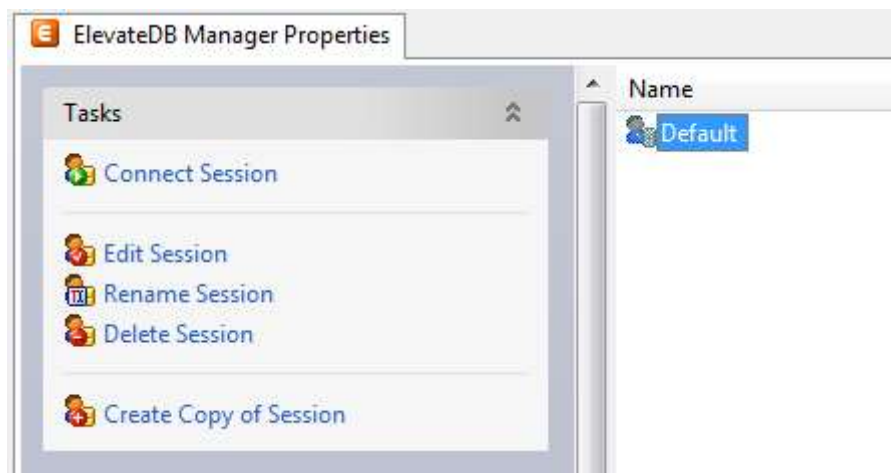 ElevateDB Manager Properties
Tasks
Connect Session
Edit Session
Rename Session
Delete Session
Create Copy of Session
Name
Default